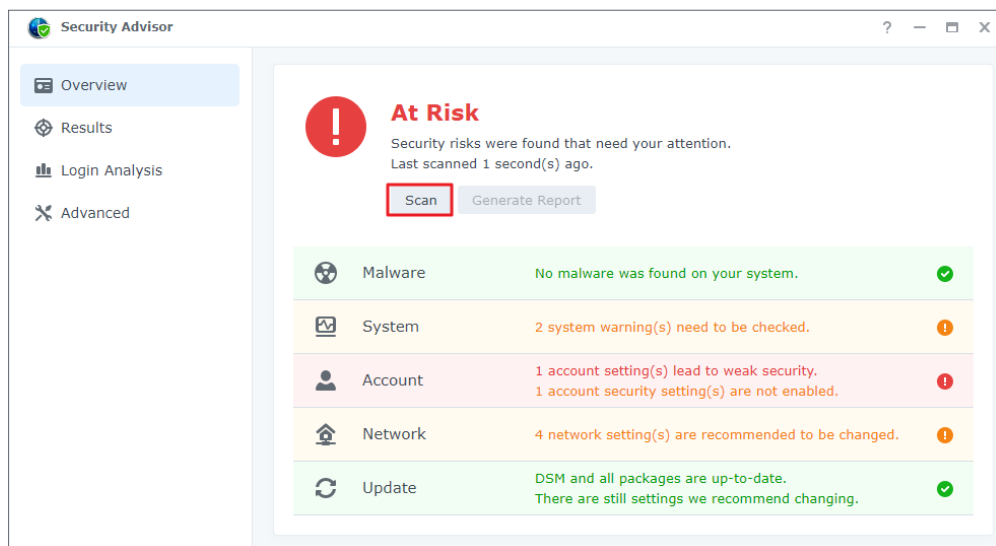 Security Advisor
?
Overview
Results
Login Analysis
Advanced
At Risk
Security risks were found that need your attention.
Last scanned 1 second(s) ago.
Scan
Generate Report
Malware
No malware was found on your system.
System
2 system warning(s) need to be checked.
Account
1 account setting(s) lead to weak security.
1 account security setting(s) are not enabled.
Network
4 network setting(s) are recommended to be changed.
Update
DSM and all packages are up-to-date.
There are still settings we recommend changing.